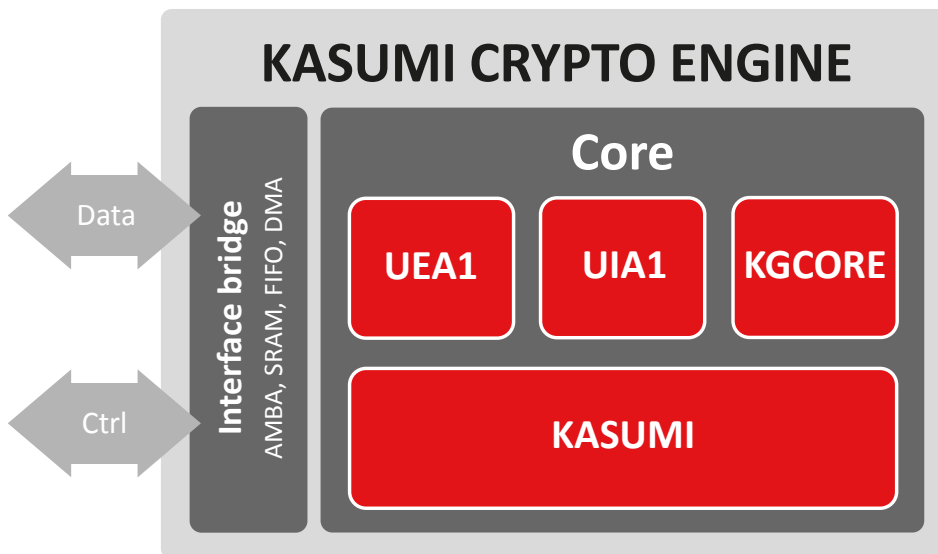 KASUMI CRYPTO ENGINE
Data
Ctrl
Interface bridge
AMBA, SRAM, FIFO, DMA
Core
UEA1
UIA1
KGCORE
KASUMI